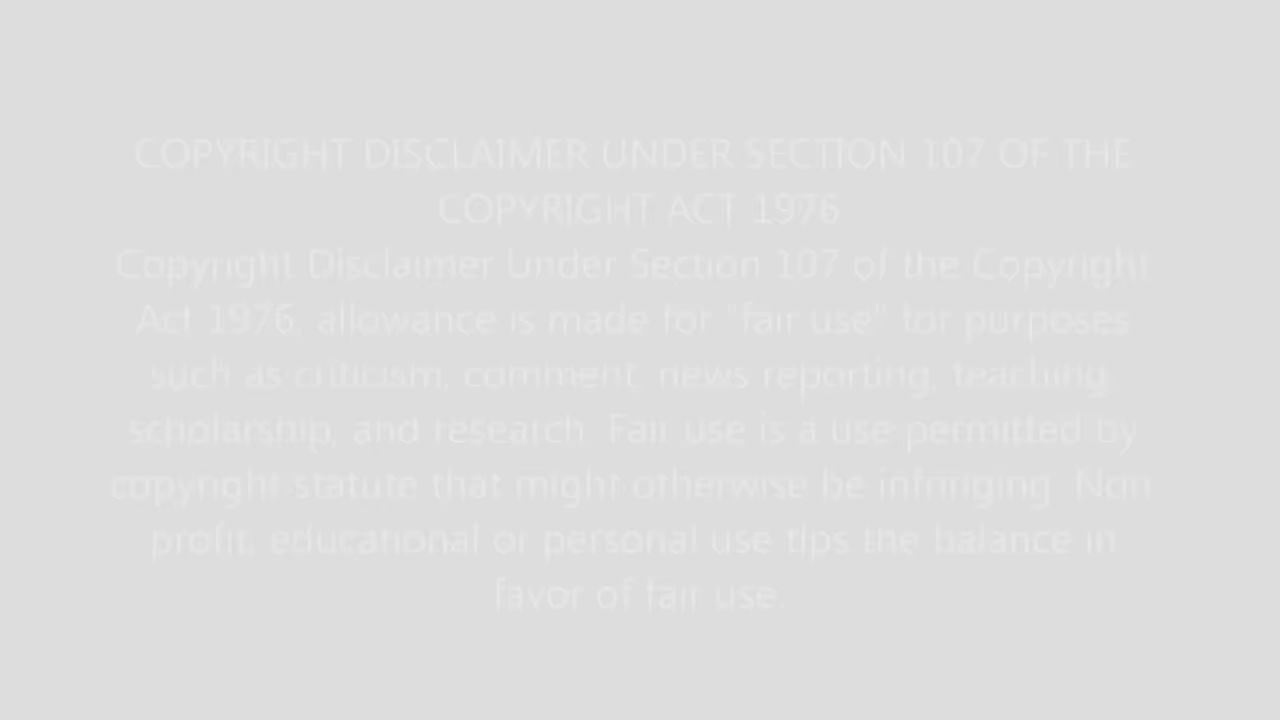 COPYRIGHT DISCLAIMER UNDER SECTION 107 OF THE
COPYRIGHT ACT 1976
Copyright Disclaimer Under Section 107 of the Copyright
Act 1976, allowance is made for "fair use" for purposes
such as criticism, comment, news reporting, teaching,
scholarship, and research. Fair use is a use permitted by
copyright statute that might otherwise be infringing. Non
profit, educational or personal use tips the balance in
favor of fair use.